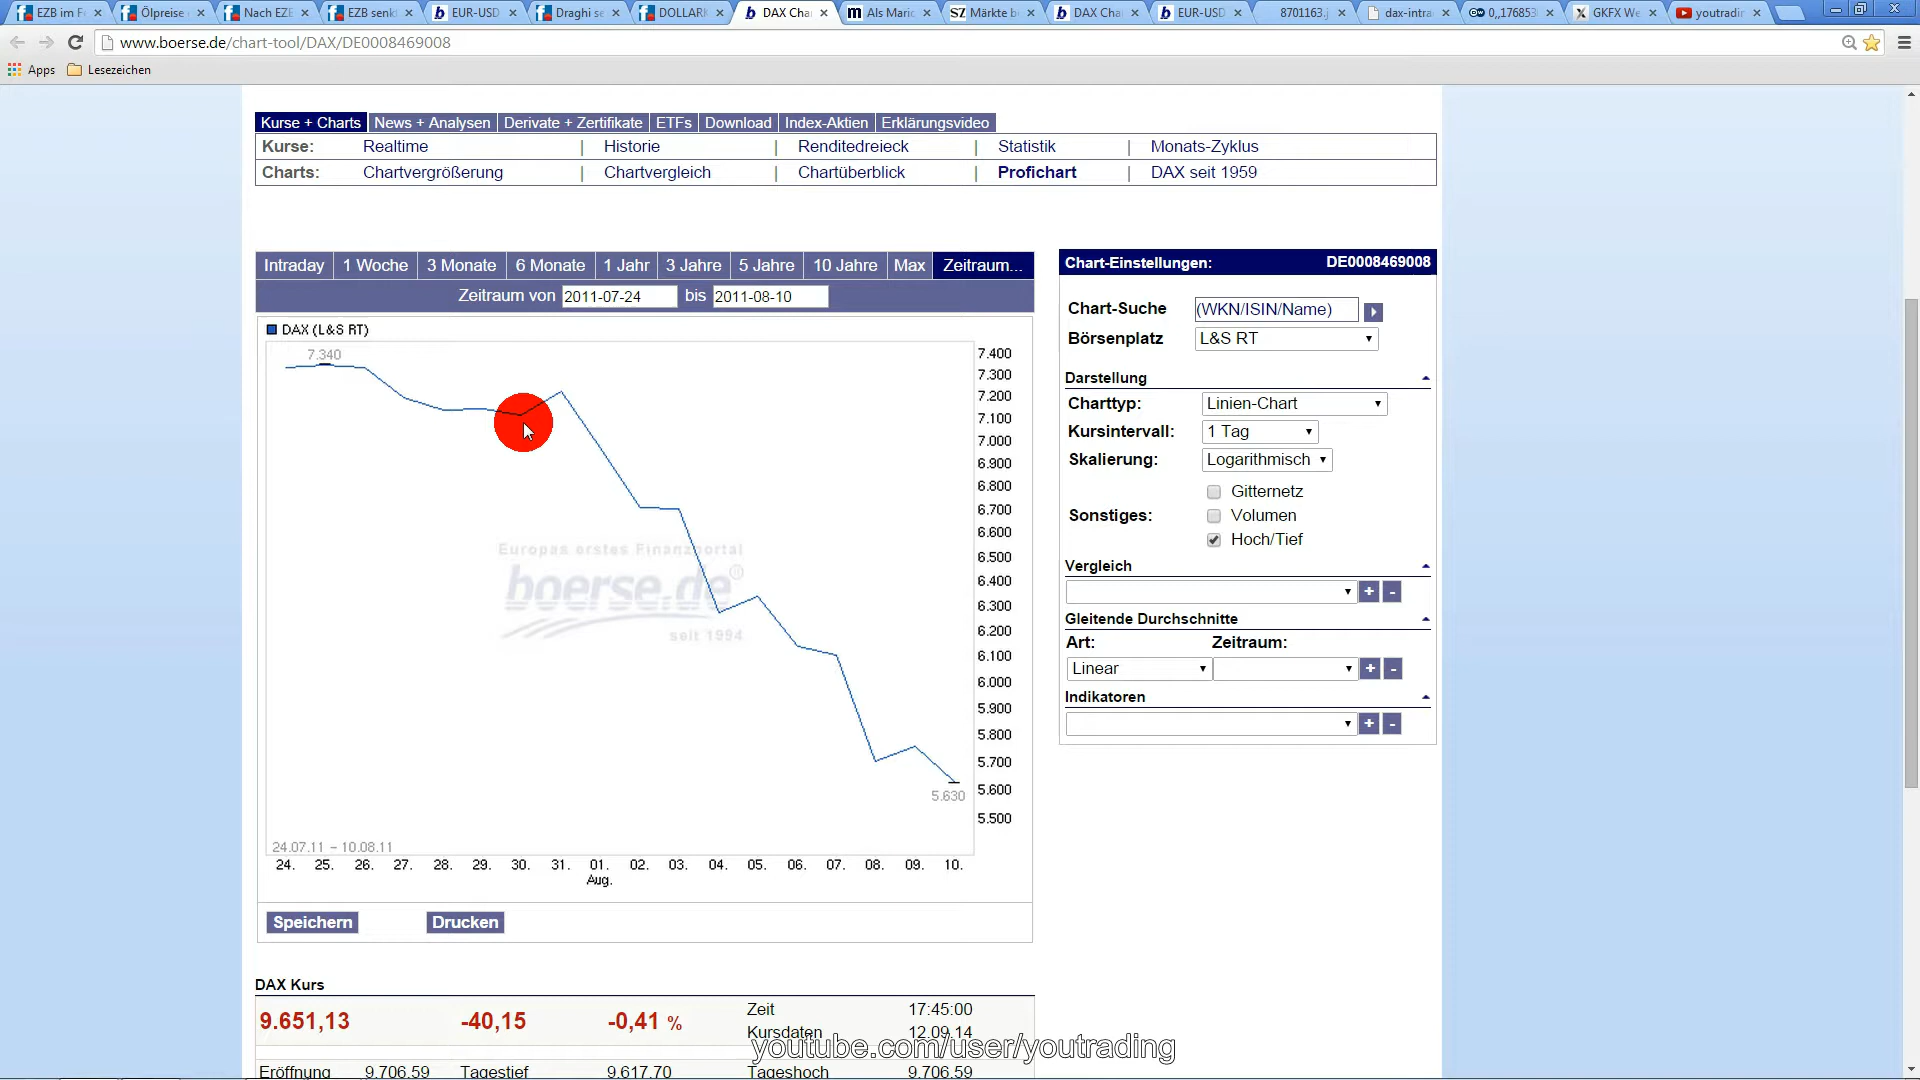 EZB im F
Ölpreise
Nach EZE
EZB senk
EUR-USD
Draghi se
DOLLARK
DAX Cha
Als Mario
Märkte be
DAX Cha
EUR-USD
8701163.j
dax-intra
0,,176853
GKFX We
youtradin
www.boerse.de/chart-tool/DAX/DE0008469008
Apps Lesezeichen
Kurse + Charts News + Analysen Derivate + Zertifikate ETFs Download Index-Aktien Erklärungsvideo
Kurse: Realtime | Historie | Renditedreieck | Statistik | Monats-Zyklus
Charts: Chartvergrößerung | Chartvergleich | Chartüberblick | Profichart | DAX seit 1959
Intraday 1 Woche 3 Monate 6 Monate 1 Jahr 3 Jahre 5 Jahre 10 Jahre Max Zeitraum...
Zeitraum von 2011-07-24 bis 2011-08-10
DAX (L&S RT)
7.340
7.400
7.300
7.200
7.100
7.000
6.900
6.800
6.700
6.600
6.500
6.400
6.300
6.200
6.100
6.000
5.900
5.800
5.700
5.600
5.500
Europas erstes Finanzportal
boerse.de®
seit 1994
5.630
24.07.11 – 10.08.11
24. 25. 26. 27. 28. 29. 30. 31. 01. 02. 03. 04. 05. 06. 07. 08. 09. 10.
Aug.
Speichern Drucken
Chart-Einstellungen: DE0008469008
Chart-Suche (WKN/ISIN/Name)
Börsenplatz L&S RT
Darstellung
Charttyp: Linien-Chart
Kursintervall: 1 Tag
Skalierung: Logarithmisch
Gitternetz
Sonstiges: Volumen
Hoch/Tief
Vergleich
+ -
Gleitende Durchschnitte
Art: Zeitraum:
Linear + -
Indikatoren
+ -
DAX Kurs
9.651,13 -40,15 -0,41 %
Zeit 17:45:00
Kursdaten 12.09.14
youtube.com/user/youtrading
Eröffnung 9.706,59 Tagestief 9.617,70 Tageshoch 9.706,59